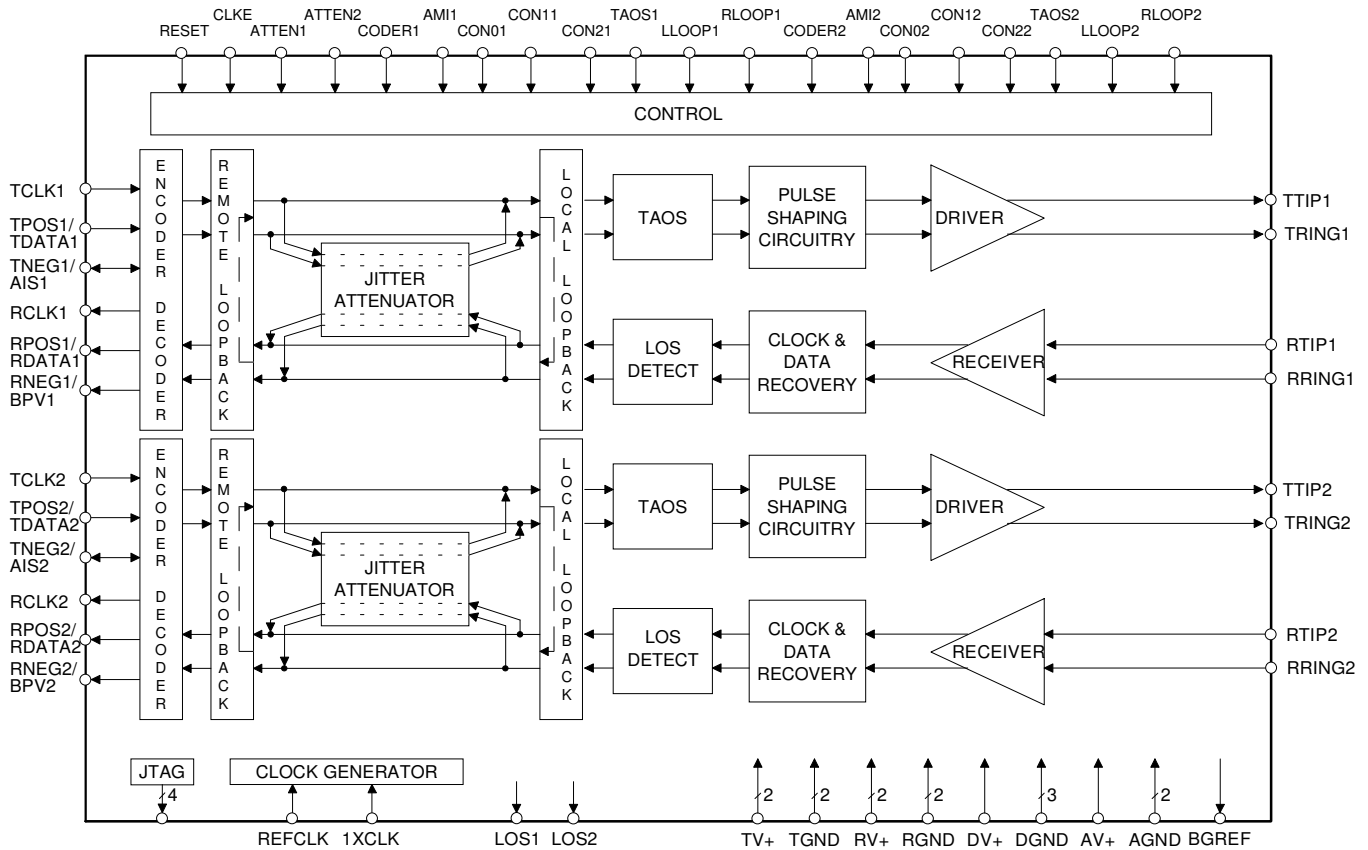 CLKE ATTEN2 AMI1 CON11 TAOS1 RLOOP1 AMI2 CON12 TAOS2 RLOOP2
RESET ATTEN1 CODER1 CON01 CON21 LLOOP1 CODER2 CON02 CON22 LLOOP2
CONTROL
TCLK1
TPOS1/
TDATA1
TNEG1/
AIS1
RCLK1
RPOS1/
RDATA1
RNEG1/
BPV1
ENCODER DECODER
REMOTE LOOPBACK
JITTER
ATTENUATOR
LOCAL LOOPBACK
TAOS
PULSE
SHAPING
CIRCUITRY
DRIVER
TTIP1
TRING1
LOS
DETECT
CLOCK &
DATA
RECOVERY
RECEIVER
RTIP1
RRING1
TCLK2
TPOS2/
TDATA2
TNEG2/
AIS2
RCLK2
RPOS2/
RDATA2
RNEG2/
BPV2
ENCODER DECODER
REMOTE LOOPBACK
JITTER
ATTENUATOR
LOCAL LOOPBACK
TAOS
PULSE
SHAPING
CIRCUITRY
DRIVER
TTIP2
TRING2
LOS
DETECT
CLOCK &
DATA
RECOVERY
RECEIVER
RTIP2
RRING2
JTAG
4
CLOCK GENERATOR
REFCLK 1XCLK
LOS1 LOS2
2 2 2 2 3 2
TV+ TGND RV+ RGND DV+ DGND AV+ AGND BGREF